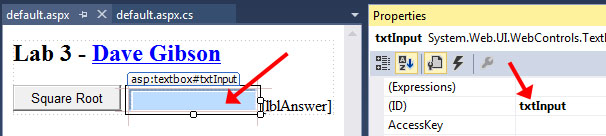 default.aspx
default.aspx.cs
Lab 3 - Dave Gibson
asp:textbox#txtInput
Square Root
[lblAnswer]
Properties
txtInput System.Web.UI.WebControls.Text
(Expressions)
(ID) txtInput
AccessKey